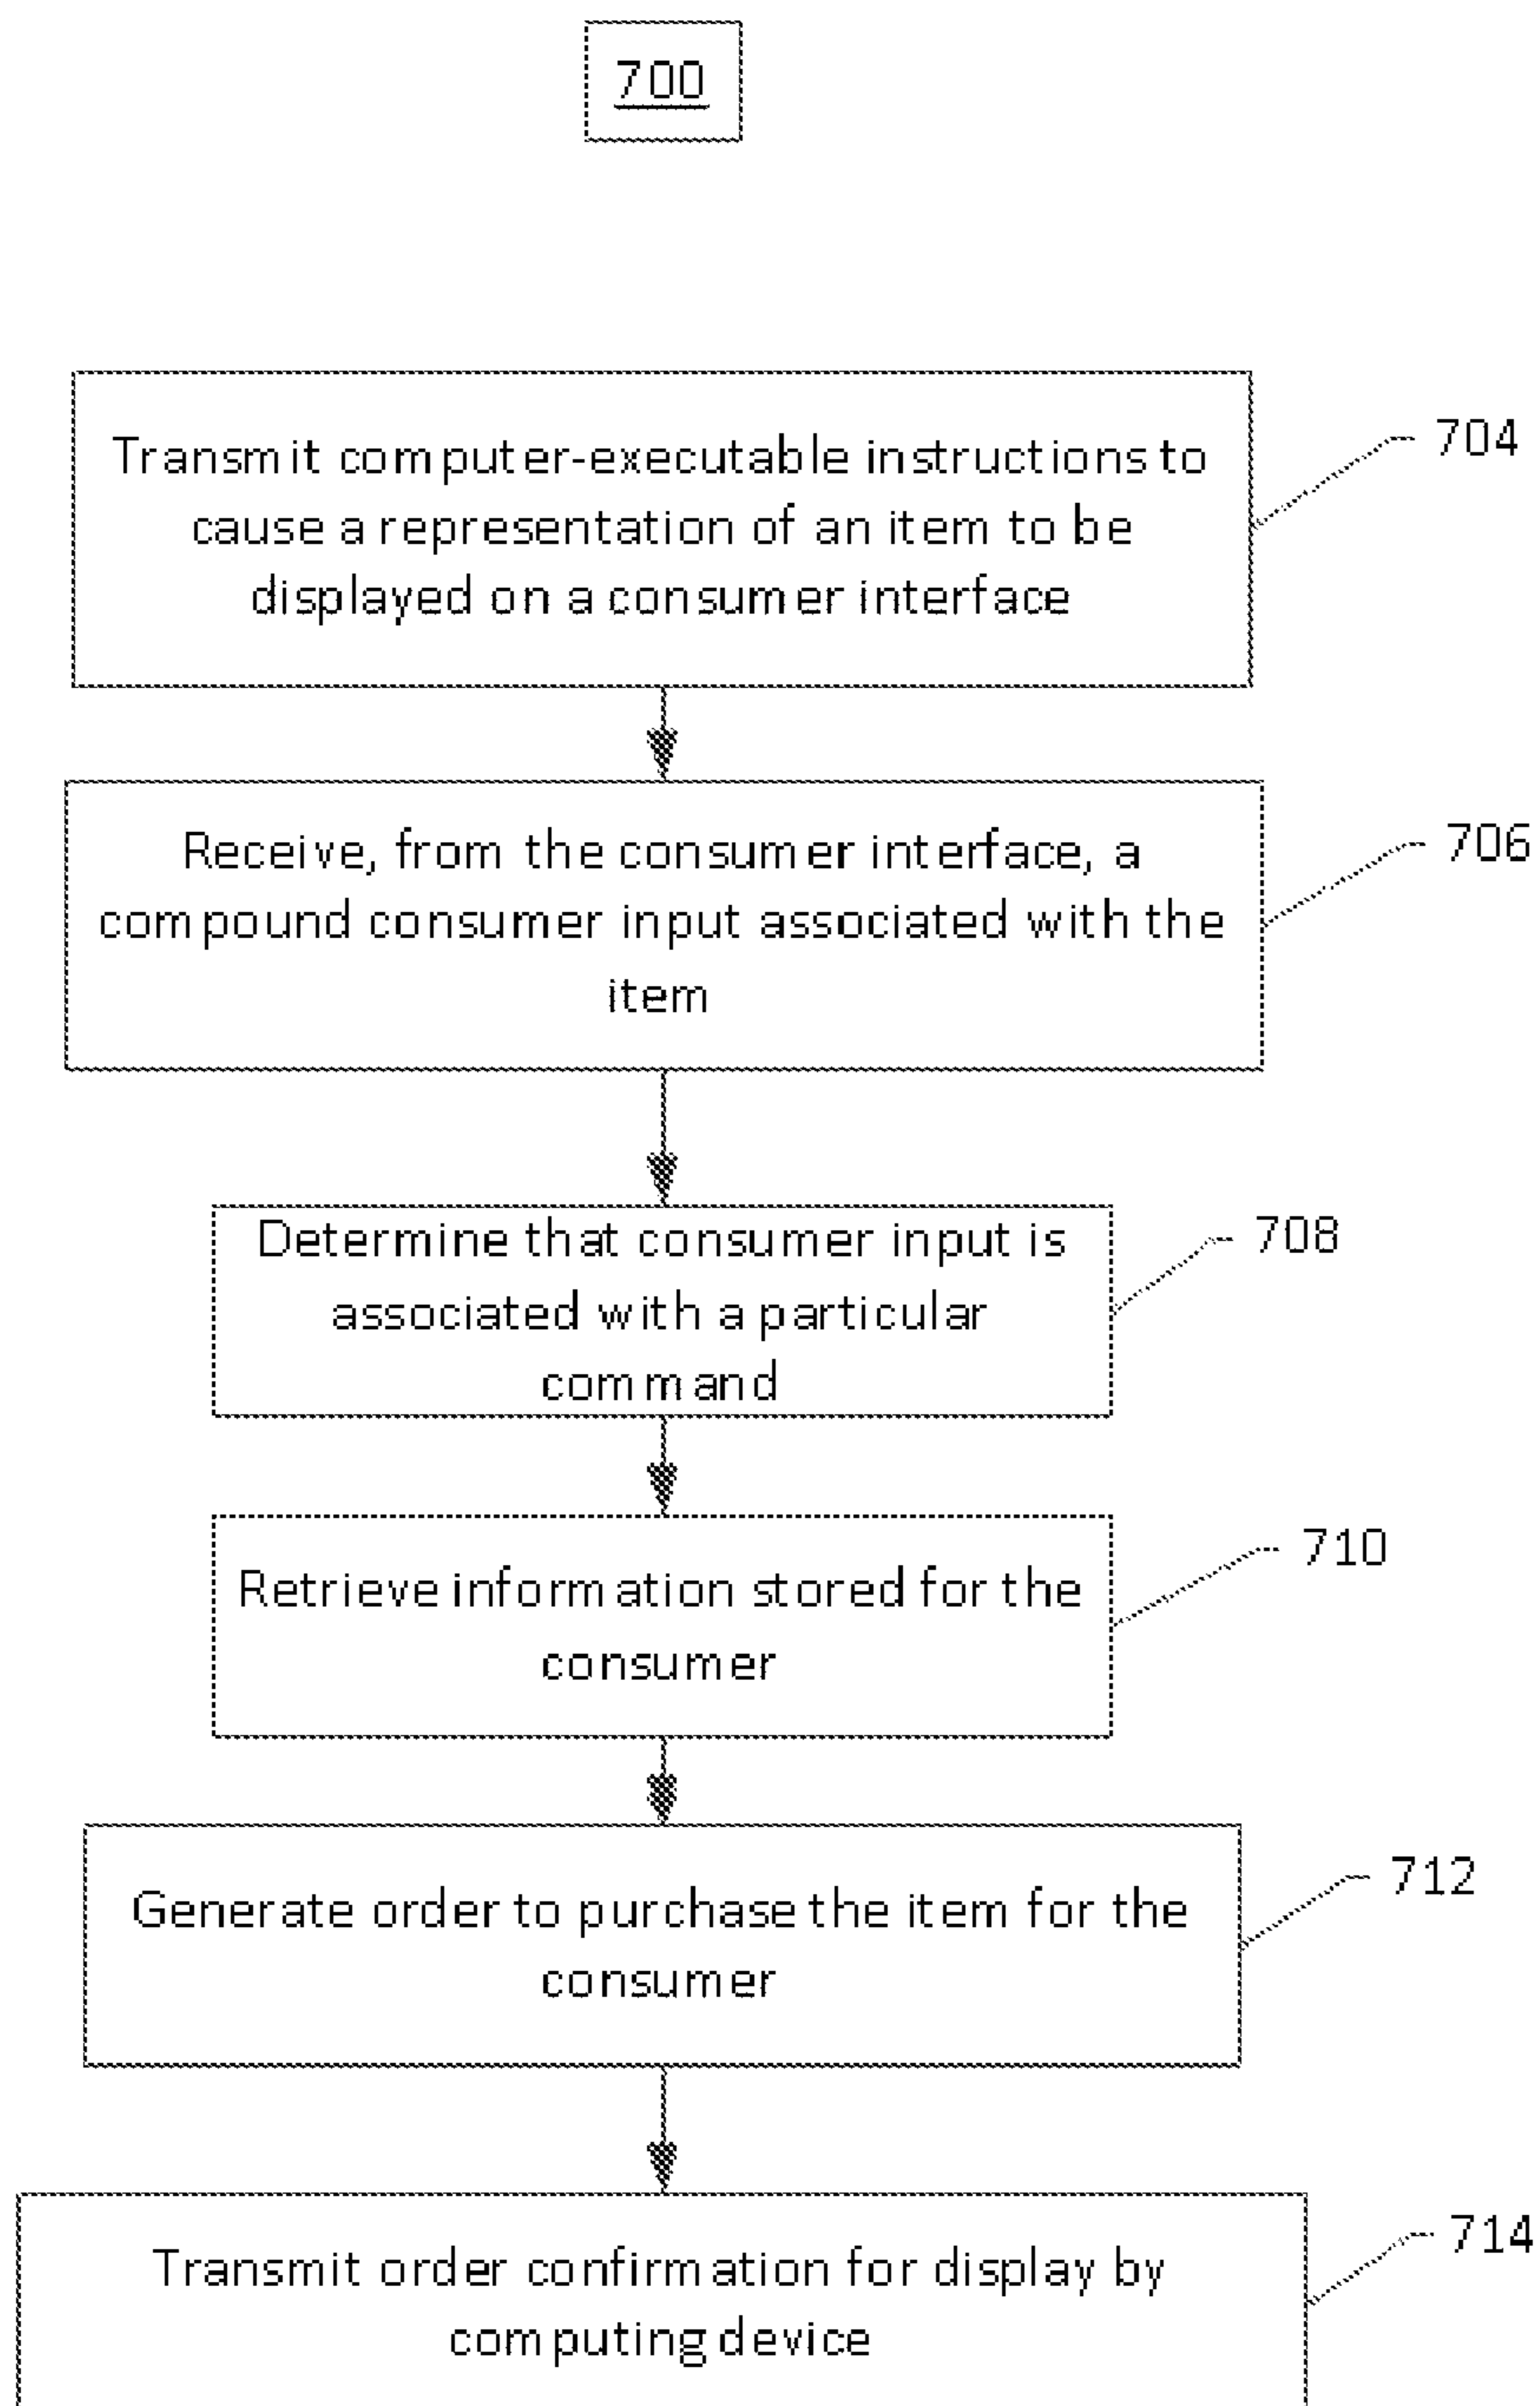 700
Transmit computer-executable instructions to
cause a representation of an item to be
displayed on a consumer interface
704
Receive, from the consumer interface, a
compound consumer input associated with the
item
706
Determine that consumer input is
associated with a particular
command
708
Retrieve information stored for the
consumer
710
Generate order to purchase the item for the
consumer
712
Transmit order confirmation for display by
computing device
714